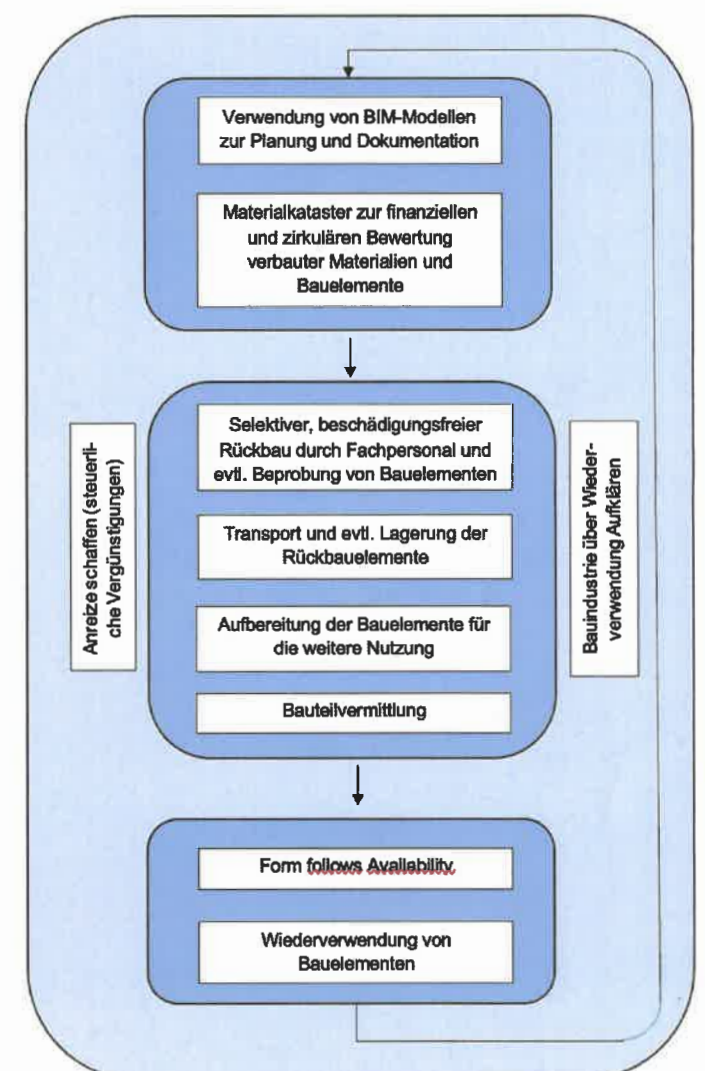 Verwendung von BIM-Modellen
zur Planung und Dokumentation
Materialkataster zur finanziellen
und zirkulären Bewertung
verbauter Materialien und
Bauelemente
Anreize schaffen (steuerli-
che Vergünstigungen)
Selektiver, beschädigungsfreier
Rückbau durch Fachpersonal und
evtl. Beprobung von Bauelementen
Transport und evtl. Lagerung der
Rückbauelemente
Aufbereitung der Bauelemente für
die weitere Nutzung
Bauteilvermittlung
Bauindustrie über Wieder-
verwendung Aufklären
Form follows Availability
Wiederverwendung von
Bauelementen